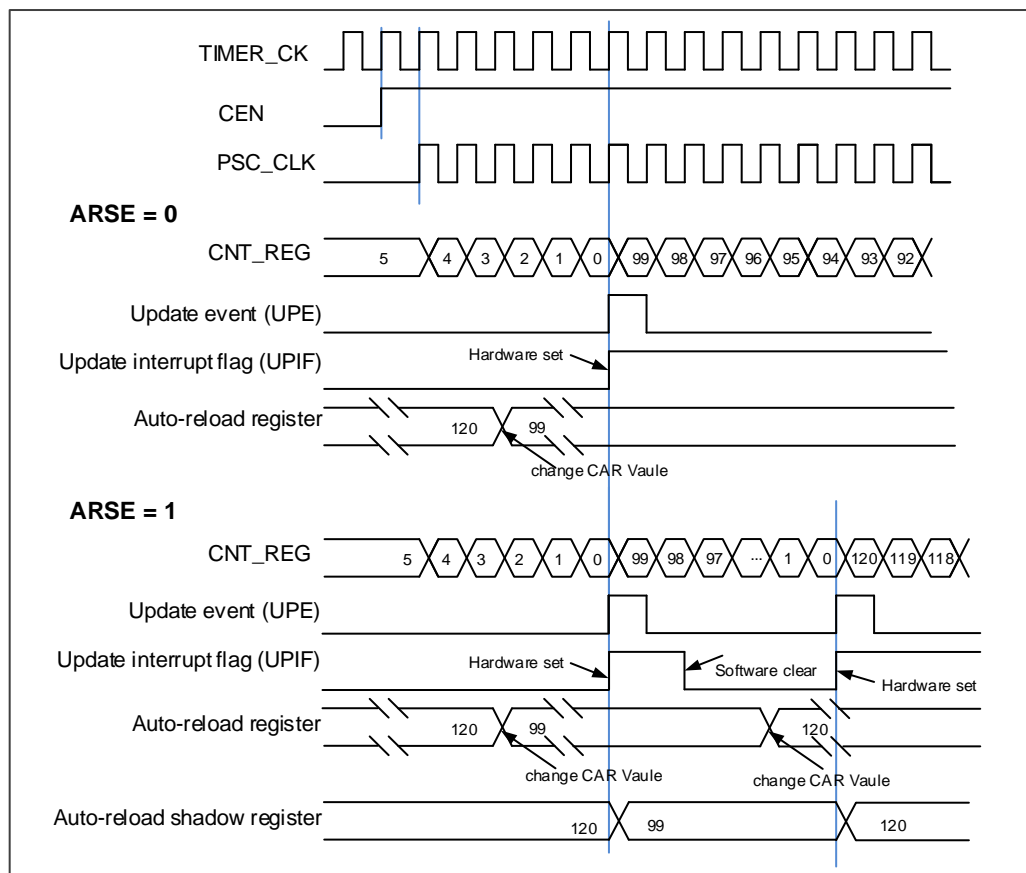 TIMER_CK
CEN
PSC_CLK
ARSE = 0
CNT_REG 5 4 3 2 1 0 99 98 97 96 95 94 93 92
Update event (UPE)
Update interrupt flag (UPIF) Hardware set
Auto-reload register 120 99
change CAR Vaule
ARSE = 1
CNT_REG 5 4 3 2 1 0 99 98 97 ... 1 0 120 119 118
Update event (UPE)
Update interrupt flag (UPIF) Hardware set Software clear Hardware set
Auto-reload register 120 99 120
change CAR Vaule change CAR Vaule
Auto-reload shadow register 120 99 120